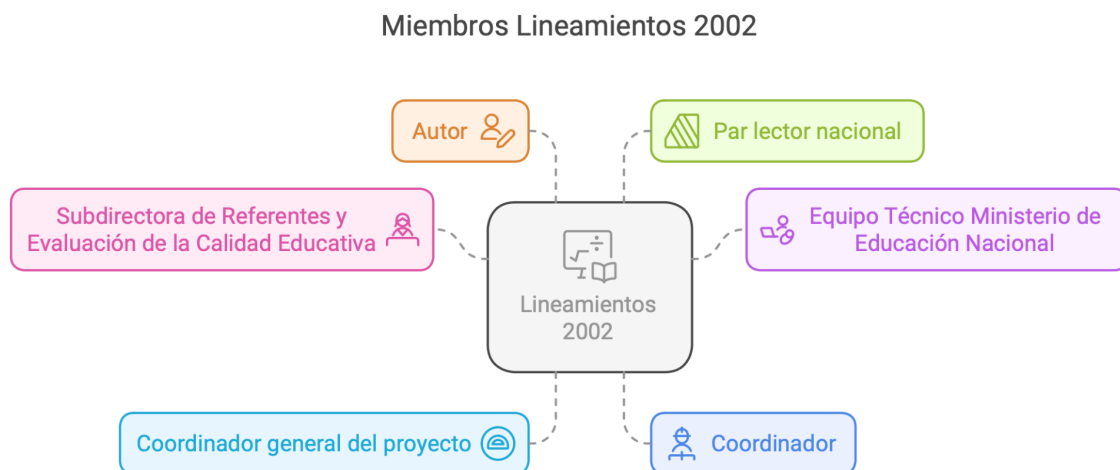 Miembros Lineamientos 2002
Autor
Par lector nacional
Subdirectora de Referentes y
Evaluación de la Calidad Educativa
Equipo Técnico Ministerio de
Educación Nacional
Lineamientos
2002
Coordinador general del proyecto
Coordinador